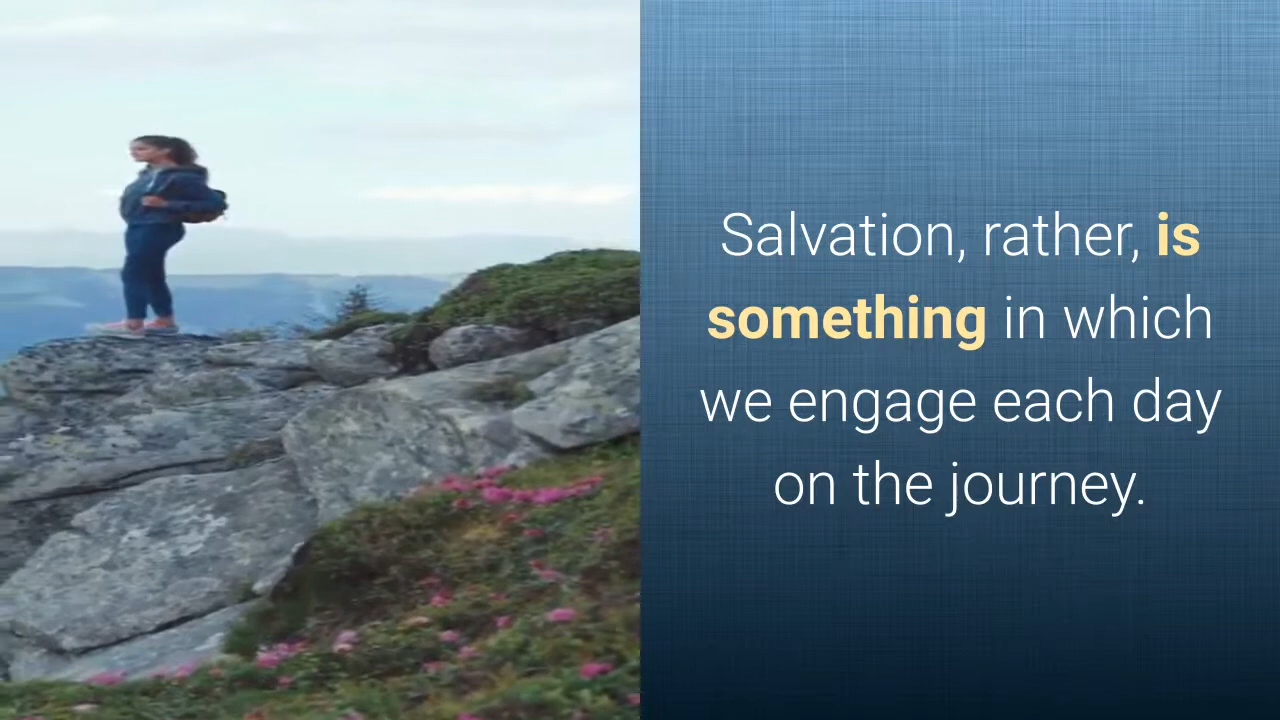 Salvation, rather, is
something in which
we engage each day
on the journey.